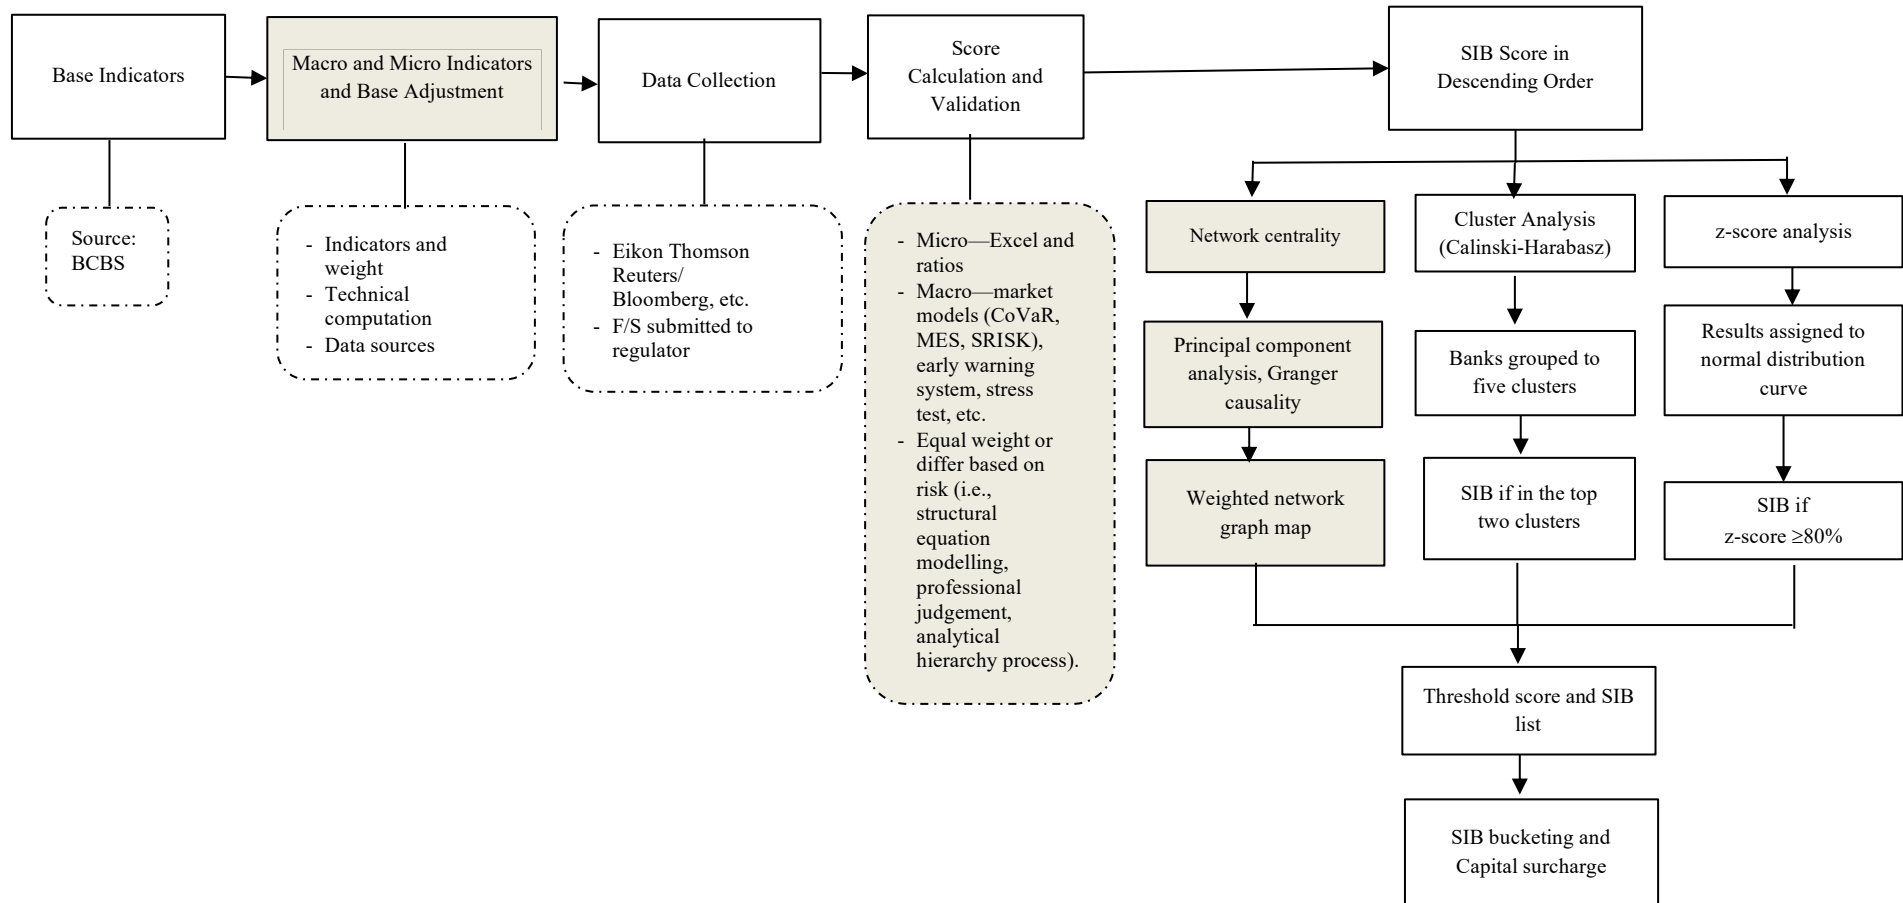 Base Indicators
Macro and Micro Indicators
and Base Adjustment
Data Collection
Score
Calculation and
Validation
SIB Score in
Descending Order
Source:
BCBS
- Indicators and
weight
- Technical
computation
- Data sources
- Eikon Thomson
Reuters/
Bloomberg, etc.
- F/S submitted to
regulator
- Micro—Excel and
ratios
- Macro—market
models (CoVaR,
MES, SRISK),
early warning
system, stress
test, etc.
- Equal weight or
differ based on
risk (i.e.,
structural
equation
modelling,
professional
judgement,
analytical
hierarchy process).
Network centrality
Principal component
analysis, Granger
causality
Weighted network
graph map
Cluster Analysis
(Calinski-Harabasz)
Banks grouped to
five clusters
SIB if in the top
two clusters
z-score analysis
Results assigned to
normal distribution
curve
SIB if
z-score ≥80%
Threshold score and SIB
list
SIB bucketing and
Capital surcharge